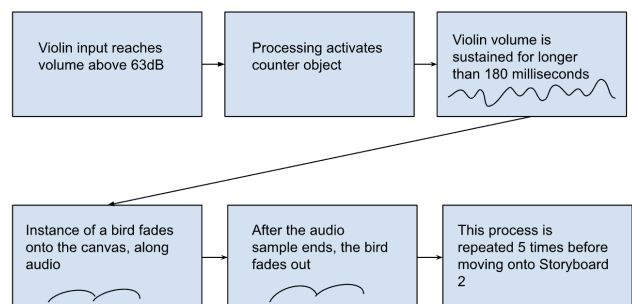 Violin input reaches
volume above 63dB
Processing activates
counter object
Violin volume is
sustained for longer
than 180 milliseconds
Instance of a bird fades
onto the canvas, along
audio
After the audio
sample ends, the bird
fades out
This process is
repeated 5 times before
moving onto Storyboard
2